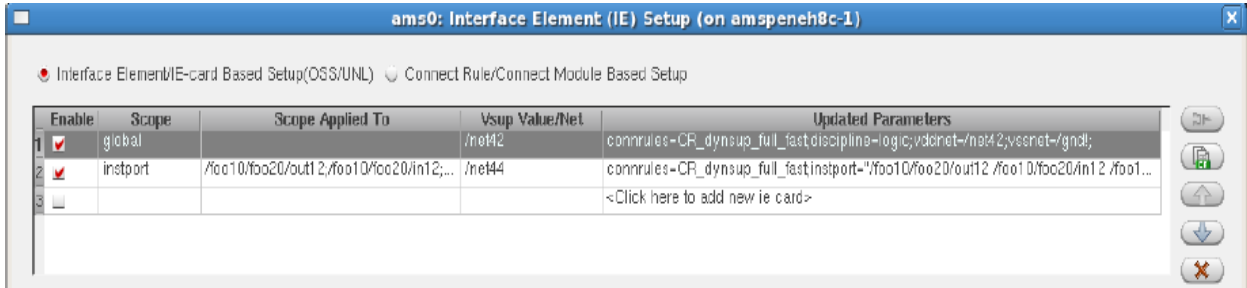 ams0: Interface Element (IE) Setup (on amspeneh8c-1)
Interface Element/IE-card Based Setup(OSS/UNL) Connect Rule/Connect Module Based Setup
Enable Scope Scope Applied To Vsup Value/Net Updated Parameters
1 global /net42 connrules=CR_dynsup_full_fast;discipline=logic;vddnet=/net42;vssnet=/gnd!;
2 instport /foo10/foo20/out12;/foo10/foo20/in12;... /net44 connrules=CR_dynsup_full_fast;instport="/foo10/foo20/out12 /foo10/foo20/in12 /foo1...
3 <Click here to add new ie card>